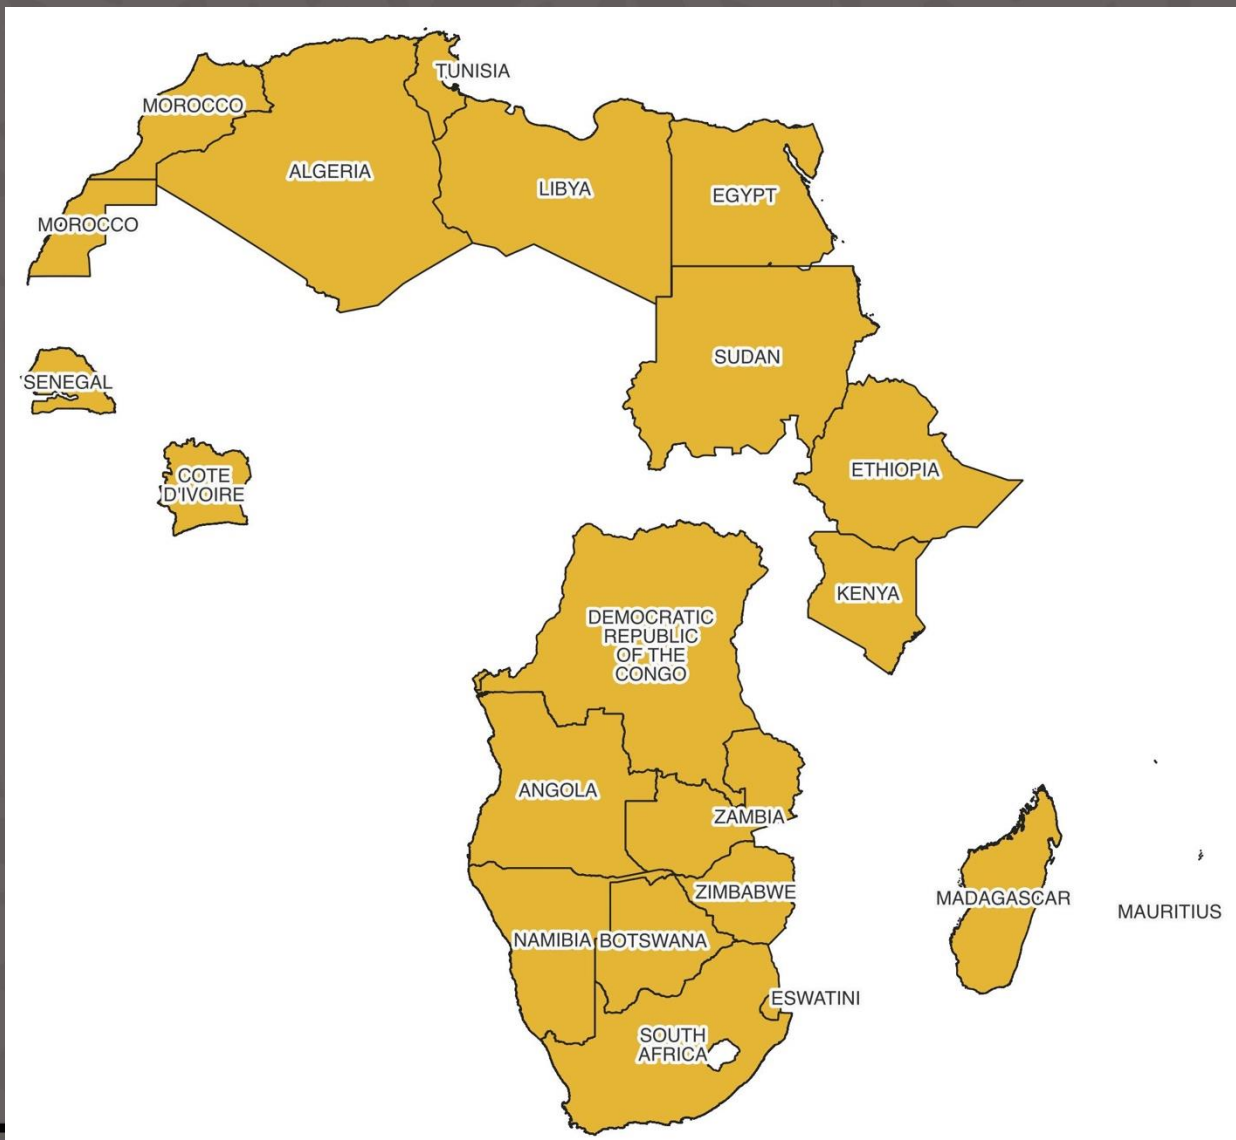 TUNISIA
MOROCCO
ALGERIA
LIBYA
EGYPT
MOROCCO
SUDAN
SENEGAL
ETHIOPIA
COTE
D'IVOIRE
KENYA
DEMOCRATIC
REPUBLIC
OF THE
CONGO
ANGOLA
ZAMBIA
ZIMBABWE
MADAGASCAR
MAURITIUS
NAMIBIA
BOTSWANA
ESWATINI
SOUTH
AFRICA